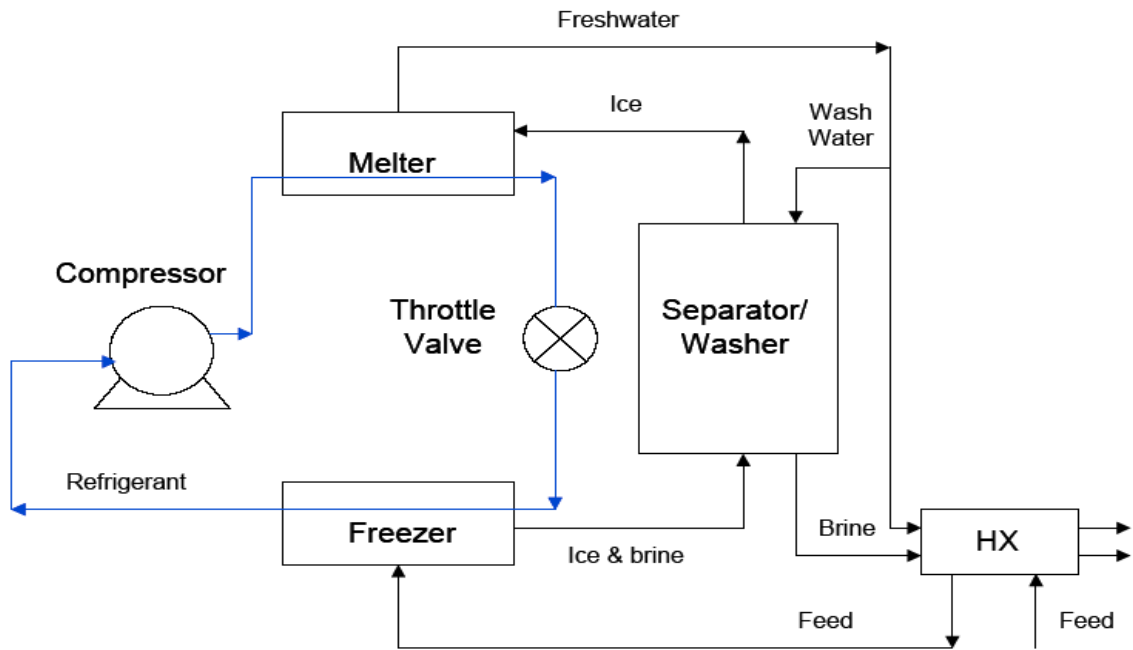 Freshwater
Ice
Wash
Water
Melter
Compressor
Throttle
Valve
Separator/
Washer
Refrigerant
Freezer
Ice & brine
Brine
HX
Feed
Feed